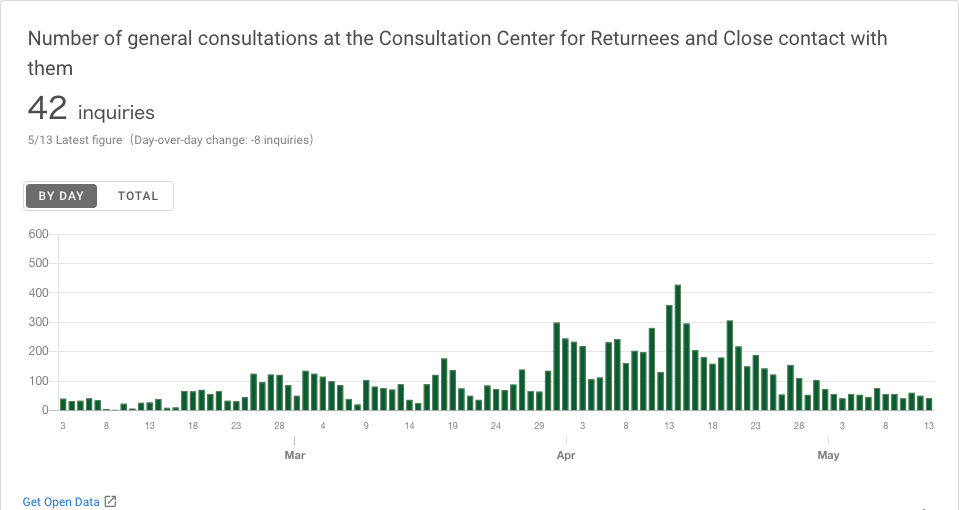 Number of general consultations at the Consultation Center for Returnees and Close contact with
them
42 inquiries
5/13 Latest figure（Day-over-day change: -8 inquiries）
BY DAY TOTAL
600
500
400
300
200
100
0
3 8 13 18 23 28 4 9 14 19 24 29 3 8 13 18 23 28 3 8 13
Mar Apr May
Get Open Data